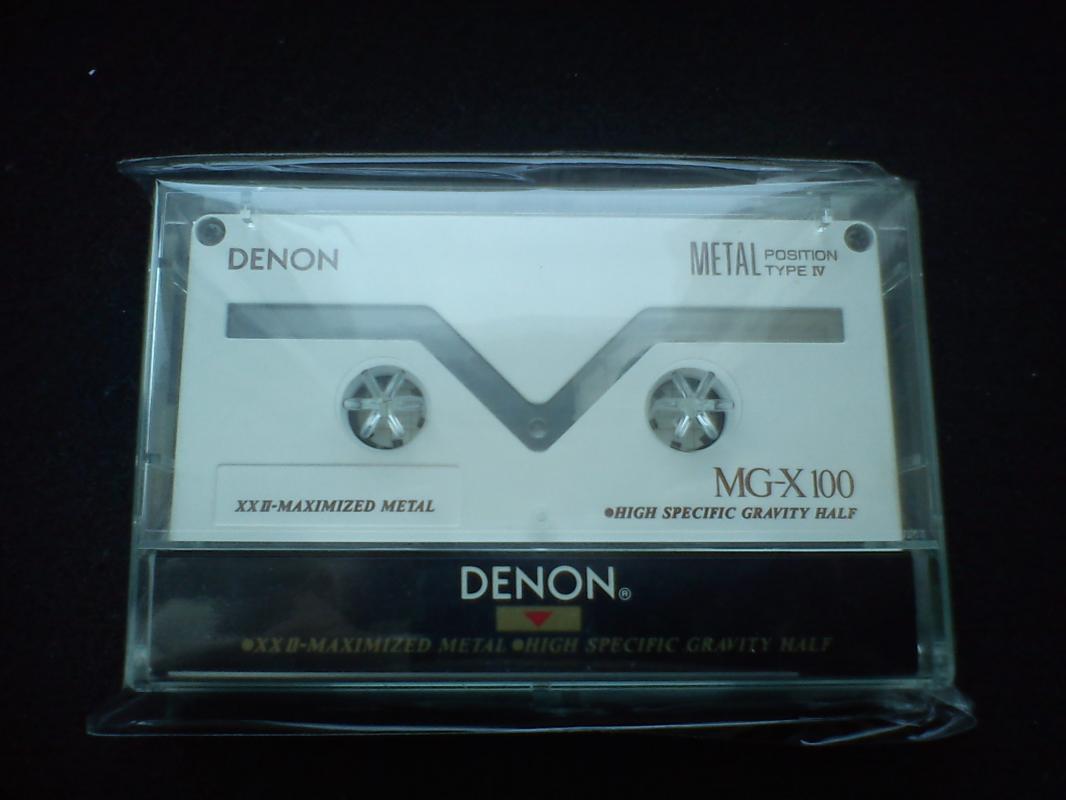 DENON
METAL POSITION
TYPE IV
XX II-MAXIMIZED METAL
MG-X 100
●HIGH SPECIFIC GRAVITY HALF
DENON®
●XX II-MAXIMIZED METAL ●HIGH SPECIFIC GRAVITY HALF